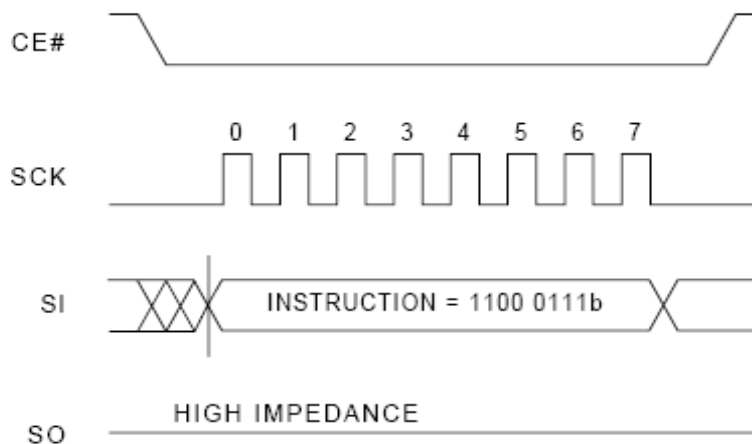 CE#
0 1 2 3 4 5 6 7
SCK
SI INSTRUCTION = 1100 0111b
HIGH IMPEDANCE
SO